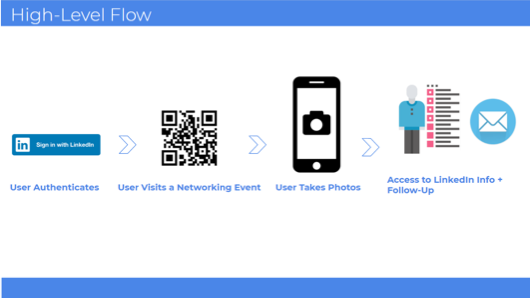 High-Level Flow
in Sign in with LinkedIn
User Authenticates
User Visits a Networking Event
User Takes Photos
Access to LinkedIn Info +
Follow-Up